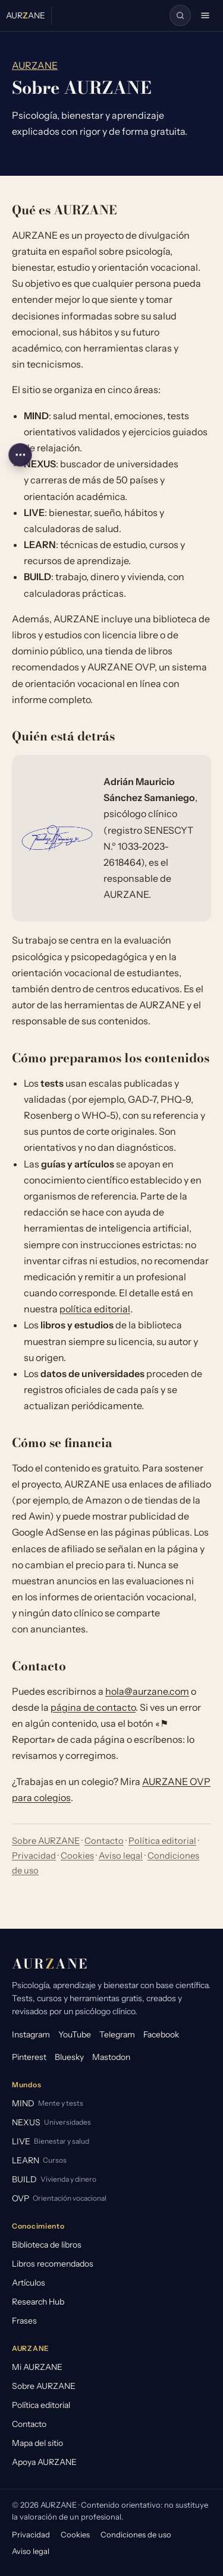 AURZANE
AURZANE
Sobre AURZANE
Psicología, bienestar y aprendizaje
explicados con rigor y de forma gratuita.
Qué es AURZANE
AURZANE es un proyecto de divulgación
gratuita en español sobre psicología,
bienestar, estudio y orientación vocacional.
Su objetivo es que cualquier persona pueda
entender mejor lo que siente y tomar
decisiones informadas sobre su salud
emocional, sus hábitos y su futuro
académico, con herramientas claras y
sin tecnicismos.
El sitio se organiza en cinco áreas:
MIND: salud mental, emociones, tests
orientativos validados y ejercicios guiados
de relajación.
NEXUS: buscador de universidades
y carreras de más de 50 países y
orientación académica.
LIVE: bienestar, sueño, hábitos y
calculadoras de salud.
LEARN: técnicas de estudio, cursos y
recursos de aprendizaje.
BUILD: trabajo, dinero y vivienda, con
calculadoras prácticas.
Además, AURZANE incluye una biblioteca de
libros y estudios con licencia libre o de
dominio público, una tienda de libros
recomendados y AURZANE OVP, un sistema
de orientación vocacional en línea con
informe completo.
Quién está detrás
Adrián Mauricio
Sánchez Samaniego,
psicólogo clínico
(registro SENESCYT
N.º 1033-2023-
2618464), es el
responsable de
AURZANE.
Su trabajo se centra en la evaluación
psicológica y psicopedagógica y en la
orientación vocacional de estudiantes,
también dentro de centros educativos. Es el
autor de las herramientas de AURZANE y el
responsable de sus contenidos.
Cómo preparamos los contenidos
Los tests usan escalas publicadas y
validadas (por ejemplo, GAD-7, PHQ-9,
Rosenberg o WHO-5), con su referencia y
sus puntos de corte originales. Son
orientativos y no dan diagnósticos.
Las guías y artículos se apoyan en
conocimiento científico establecido y en
organismos de referencia. Parte de la
redacción se hace con ayuda de
herramientas de inteligencia artificial,
siempre con instrucciones estrictas: no
inventar citas ni estudios, no recomendar
medicación y remitir a un profesional
cuando corresponde. El detalle está en
nuestra política editorial.
Los libros y estudios de la biblioteca
muestran siempre su licencia, su autor y
su origen.
Los datos de universidades proceden de
registros oficiales de cada país y se
actualizan periódicamente.
Cómo se financia
Todo el contenido es gratuito. Para sostener
el proyecto, AURZANE usa enlaces de afiliado
(por ejemplo, de Amazon o de tiendas de la
red Awin) y puede mostrar publicidad de
Google AdSense en las páginas públicas. Los
enlaces de afiliado se señalan en la página y
no cambian el precio para ti. Nunca se
muestran anuncios en las evaluaciones ni
en los informes de orientación vocacional,
y ningún dato clínico se comparte
con anunciantes.
Contacto
Puedes escribirnos a hola@aurzane.com o
desde la página de contacto. Si ves un error
en algún contenido, usa el botón «⚑
Reportar» de cada página o escríbenos: lo
revisamos y corregimos.
¿Trabajas en un colegio? Mira AURZANE OVP
para colegios.
Sobre AURZANE · Contacto · Política editorial ·
Privacidad · Cookies · Aviso legal · Condiciones
de uso
AURZANE
Psicología, aprendizaje y bienestar con base científica.
Tests, cursos y herramientas gratis, creados y
revisados por un psicólogo clínico.
Instagram YouTube Telegram Facebook
Pinterest Bluesky Mastodon
Mundos
MIND Mente y tests
NEXUS Universidades
LIVE Bienestar y salud
LEARN Cursos
BUILD Vivienda y dinero
OVP Orientación vocacional
Conocimiento
Biblioteca de libros
Libros recomendados
Artículos
Research Hub
Frases
AURZANE
Mi AURZANE
Sobre AURZANE
Política editorial
Contacto
Mapa del sitio
Apoya AURZANE
© 2026 AURZANE · Contenido orientativo: no sustituye
la valoración de un profesional.
Privacidad Cookies Condiciones de uso
Aviso legal